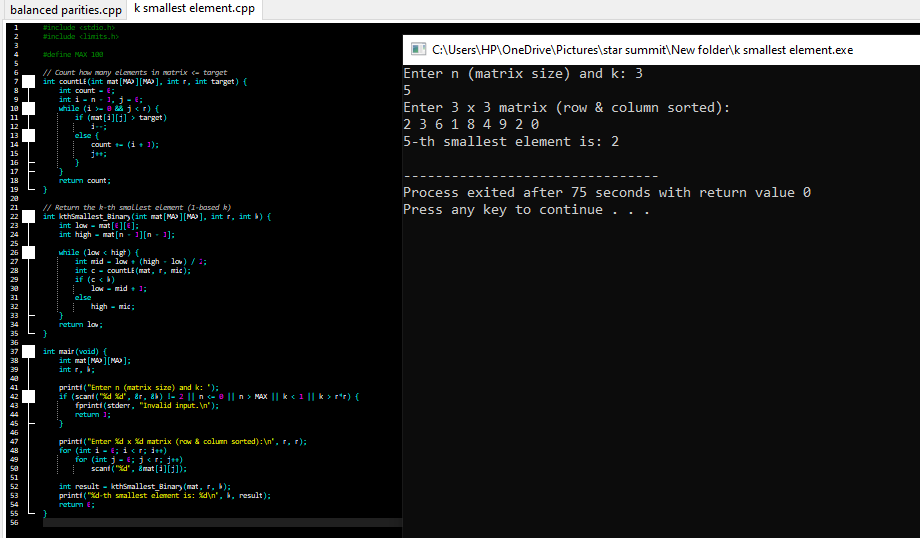 balanced parities.cpp
k smallest element.cpp
1 #include <stdio.h>
2 #include <limits.h>
3
4 #define MAX 100
5
6 // Count how many elements in matrix <= target
7 int countLE(int mat[MAX][MAX], int n, int target) {
8 int count = 0;
9 int i = n - 1, j = 0;
10 while (i >= 0 && j < n) {
11 if (mat[i][j] > target)
12 i--;
13 else {
14 count += (i + 1);
15 j++;
16 }
17 }
18 return count;
19 }
20
21 // Return the k-th smallest element (1-based k)
22 int kthSmallest_Binary(int mat[MAX][MAX], int n, int k) {
23 int low = mat[0][0];
24 int high = mat[n - 1][n - 1];
25
26 while (low < high) {
27 int mid = low + (high - low) / 2;
28 int c = countLE(mat, n, mid);
29 if (c < k)
30 low = mid + 1;
31 else
32 high = mid;
33 }
34 return low;
35 }
36
37 int main(void) {
38 int mat[MAX][MAX];
39 int n, k;
40
41 printf("Enter n (matrix size) and k: ");
42 if (scanf("%d %d", &n, &k) != 2 || n <= 0 || n > MAX || k < 1 || k > n*n) {
43 fprintf(stderr, "Invalid input.\n");
44 return 1;
45 }
46
47 printf("Enter %d x %d matrix (row & column sorted):\n", n, n);
48 for (int i = 0; i < n; i++)
49 for (int j = 0; j < n; j++)
50 scanf("%d", &mat[i][j]);
51
52 int result = kthSmallest_Binary(mat, n, k);
53 printf("%d-th smallest element is: %d\n", k, result);
54 return 0;
55 }
56
C:\Users\HP\OneDrive\Pictures\star summit\New folder\k smallest element.exe
Enter n (matrix size) and k: 3
5
Enter 3 x 3 matrix (row & column sorted):
2 3 6 1 8 4 9 2 0
5-th smallest element is: 2
--------------------------------
Process exited after 75 seconds with return value 0
Press any key to continue . . .